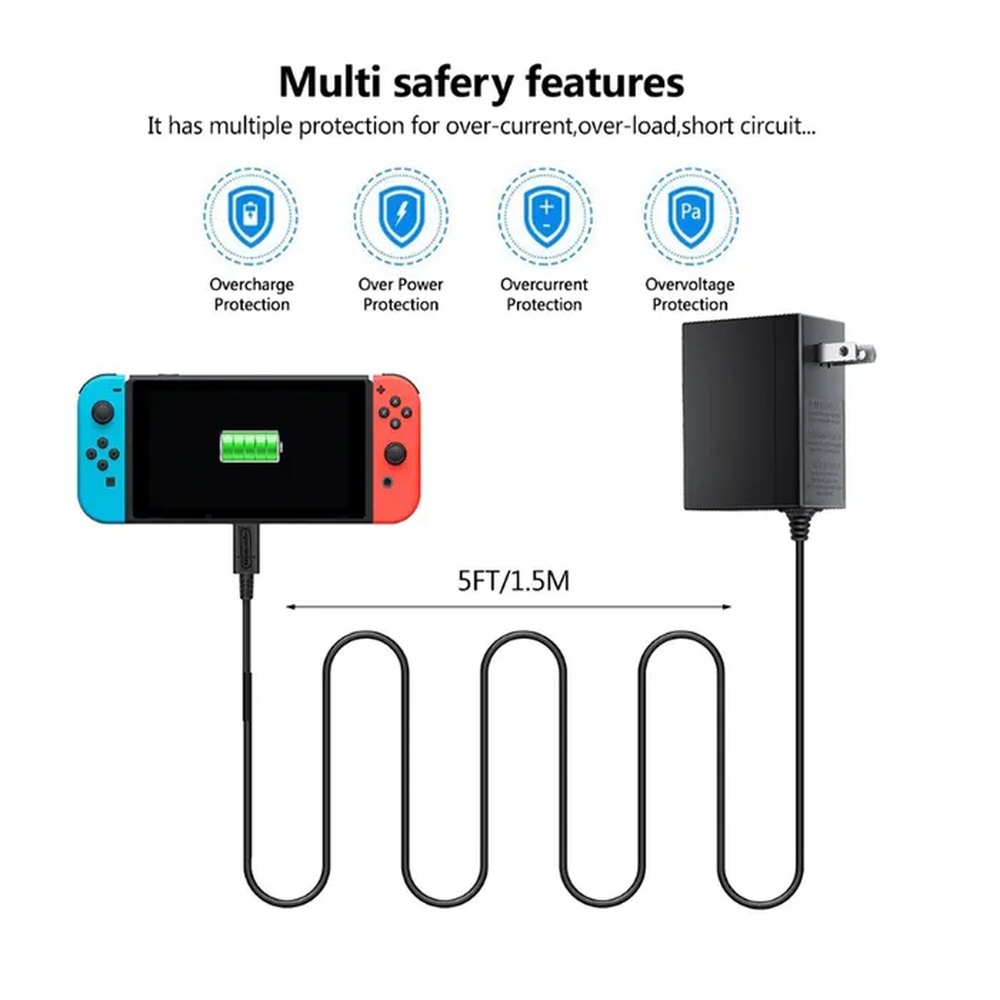 Multi safery features
It has multiple protection for over-current,over-load,short circuit...
Overcharge
Protection
Over Power
Protection
Overcurrent
Protection
Pa
Overvoltage
Protection
5FT/1.5M